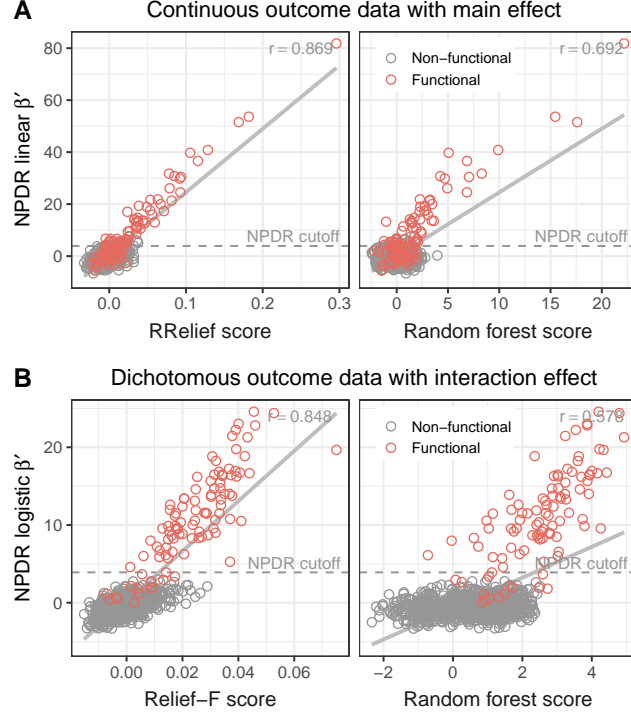 A Continuous outcome data with main effect
r = 0.869
r = 0.692
Non−functional
Functional
NPDR linear β′
80
60
40
20
0
NPDR cutoff
NPDR cutoff
0.0 0.1 0.2 0.3
0 5 10 15 20
RRelief score
Random forest score
B Dichotomous outcome data with interaction effect
r = 0.848
r = 0.578
Non−functional
Functional
NPDR logistic β′
20
10
0
NPDR cutoff
NPDR cutoff
0.00 0.02 0.04 0.06
−2 0 2 4
Relief−F score
Random forest score